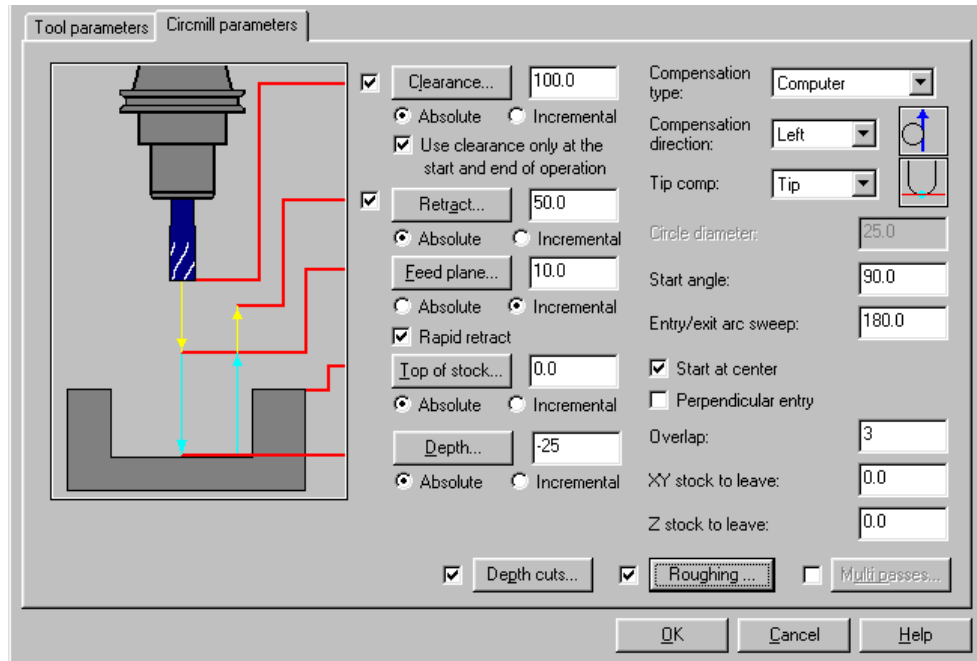 Tool parameters Circmill parameters
Clearance... 100.0
Absolute Incremental
Use clearance only at the
start and end of operation
Retract... 50.0
Absolute Incremental
Feed plane... 10.0
Absolute Incremental
Rapid retract
Top of stock... 0.0
Absolute Incremental
Depth... -25
Absolute Incremental
Compensation
type: Computer
Compensation
direction: Left
Tip comp: Tip
Circle diameter: 25.0
Start angle: 90.0
Entry/exit arc sweep: 180.0
Start at center
Perpendicular entry
Overlap: 3
XY stock to leave: 0.0
Z stock to leave: 0.0
Depth cuts... Roughing ... Multi passes...
OK Cancel Help